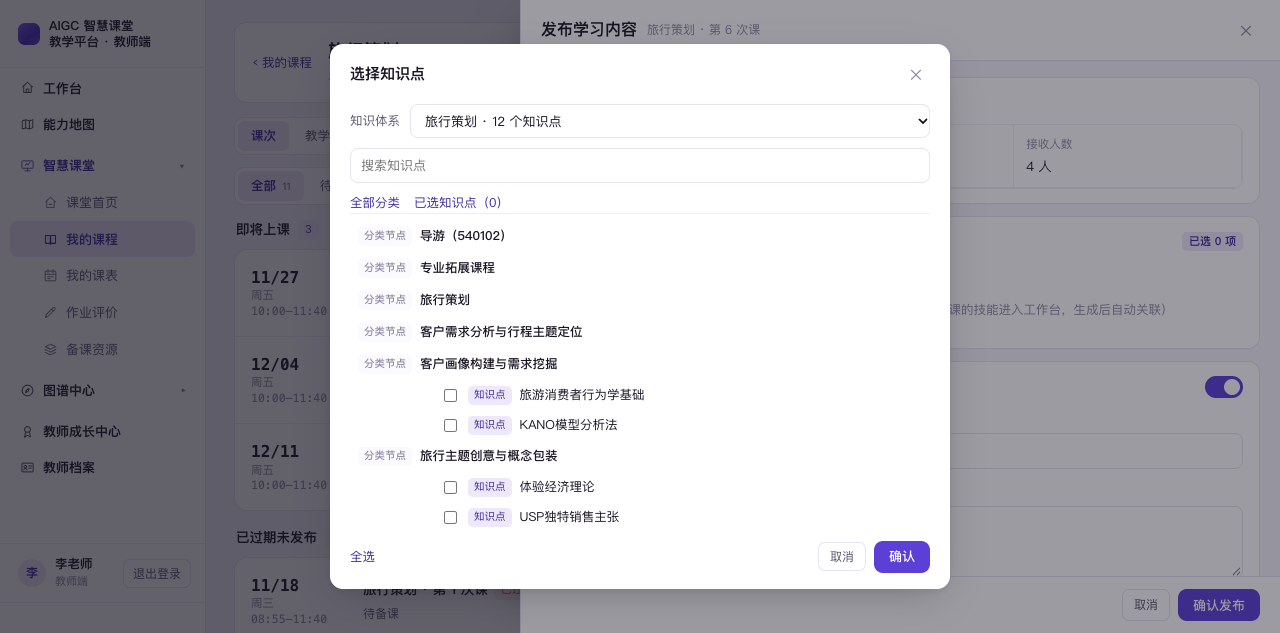 AIGC 智慧课堂
教学平台 · 教师端
工作台
能力地图
智慧课堂
课堂首页
我的课程
我的课表
作业评价
备课资源
图谱中心
教师成长中心
教师档案
李
李老师
教师端
退出登录
‹ 我的课程
课次
全部 11
即将上课 3
11/27
周五
10:00—11:40
12/04
周五
10:00—11:40
12/11
周五
10:00—11:40
已过期未发布
11/18
周三
08:55—11:40
待备课
发布学习内容 旅行策划 · 第 6 次课
接收人数
4 人
已选 0 项
课的技能进入工作台，生成后自动关联）
取消
确认发布
选择知识点
知识体系
旅行策划 · 12 个知识点
搜索知识点
全部分类 已选知识点（0）
分类节点 导游（540102）
分类节点 专业拓展课程
分类节点 旅行策划
分类节点 客户需求分析与行程主题定位
分类节点 客户画像构建与需求挖掘
知识点 旅游消费者行为学基础
知识点 KANO模型分析法
分类节点 旅行主题创意与概念包装
知识点 体验经济理论
知识点 USP独特销售主张
全选
取消
确认